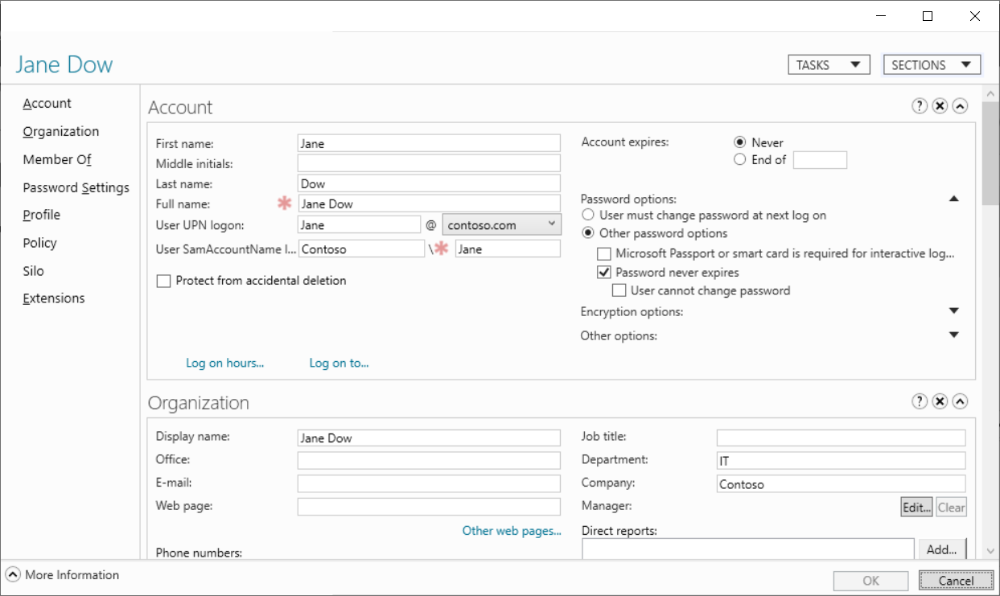 Jane Dow
TASKS
SECTIONS
Account
Organization
Member Of
Password Settings
Profile
Policy
Silo
Extensions
Account
First name: Jane
Middle initials:
Last name: Dow
Full name: * Jane Dow
User UPN logon: Jane @ contoso.com
User SamAccountName l... Contoso \* Jane
Protect from accidental deletion
Log on hours... Log on to...
Account expires: Never
End of
Password options:
User must change password at next log on
Other password options
Microsoft Passport or smart card is required for interactive log...
Password never expires
User cannot change password
Encryption options:
Other options:
Organization
Display name: Jane Dow
Office:
E-mail:
Web page:
Other web pages...
Phone numbers:
Job title:
Department: IT
Company: Contoso
Manager: Edit... Clear
Direct reports:
Add...
More Information
OK Cancel